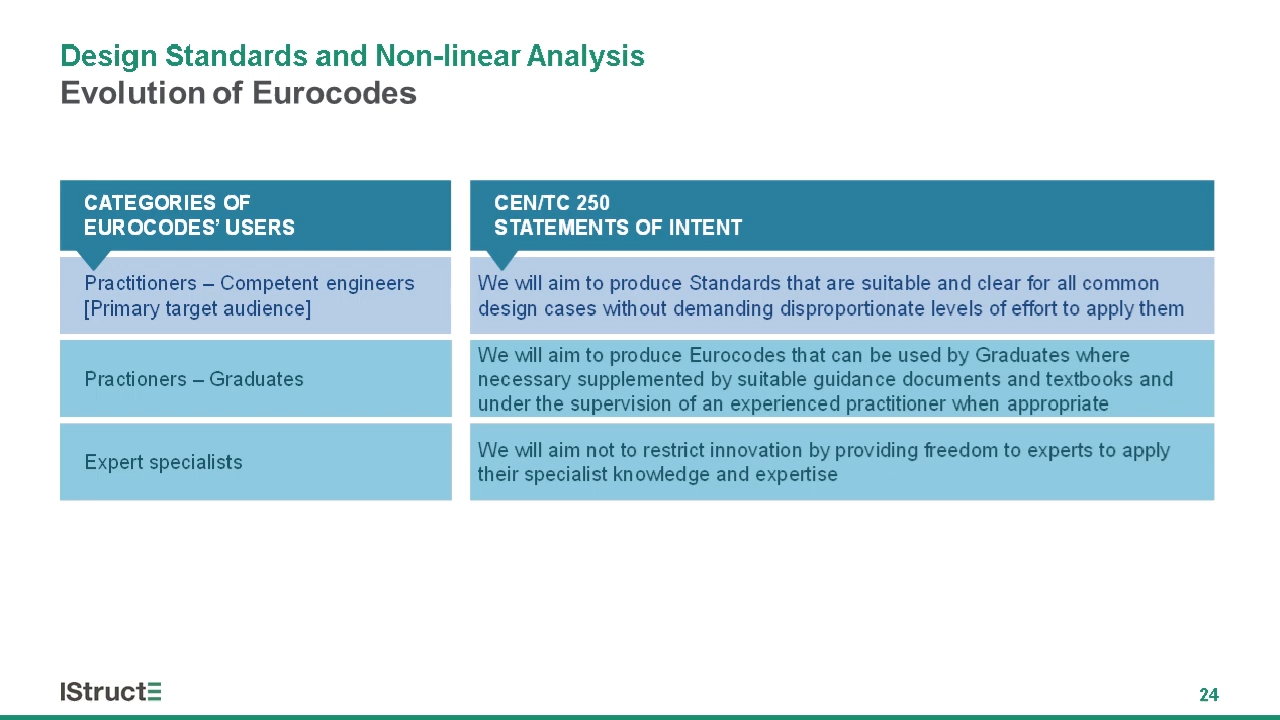 Design Standards and Non-linear Analysis
Evolution of Eurocodes
CATEGORIES OF
EUROCODES' USERS
CEN/TC 250
STATEMENTS OF INTENT
Practitioners – Competent engineers
[Primary target audience]
We will aim to produce Standards that are suitable and clear for all common
design cases without demanding disproportionate levels of effort to apply them
Practioners – Graduates
We will aim to produce Eurocodes that can be used by Graduates where
necessary supplemented by suitable guidance documents and textbooks and
under the supervision of an experienced practitioner when appropriate
Expert specialists
We will aim not to restrict innovation by providing freedom to experts to apply
their specialist knowledge and expertise
IStructE
24